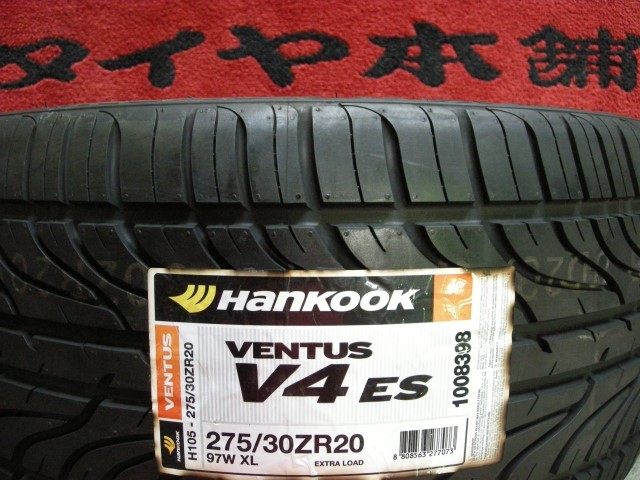 タイヤ本舗
HANKOOK
VENTUS
V4 ES
1008398
VENTUS
H105 - 275/30ZR20
275/30ZR20
97W XL
EXTRA LOAD
8 808563 277073